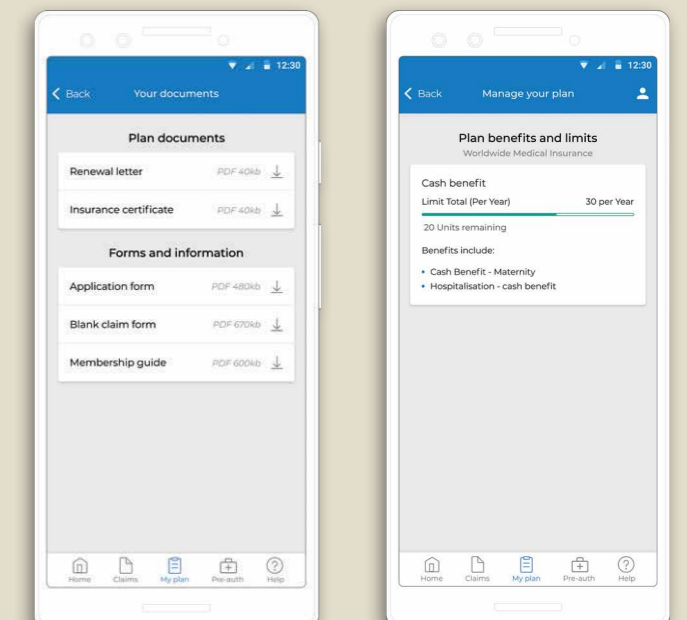 12:30
Back Your documents
Plan documents
Renewal letter PDF 40kb
Insurance certificate PDF 40kb
Forms and information
Application form PDF 480kb
Blank claim form PDF 670kb
Membership guide PDF 600kb
Home Claims My plan Pre-auth Help
12:30
Back Manage your plan
Plan benefits and limits
Worldwide Medical Insurance
Cash benefit
Limit Total (Per Year) 30 per Year
20 Units remaining
Benefits include:
• Cash Benefit - Maternity
• Hospitalisation - cash benefit
Home Claims My plan Pre-auth Help